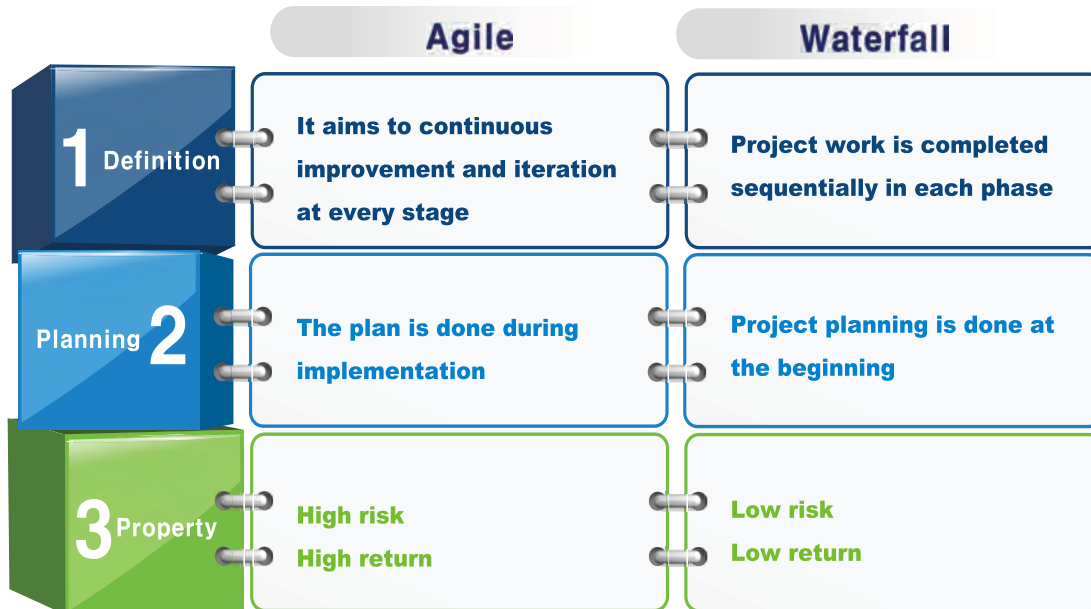 Agile
Waterfall
1 Definition
It aims to continuous
improvement and iteration
at every stage
Project work is completed
sequentially in each phase
Planning 2
The plan is done during
implementation
Project planning is done at
the beginning
3 Property
High risk
High return
Low risk
Low return